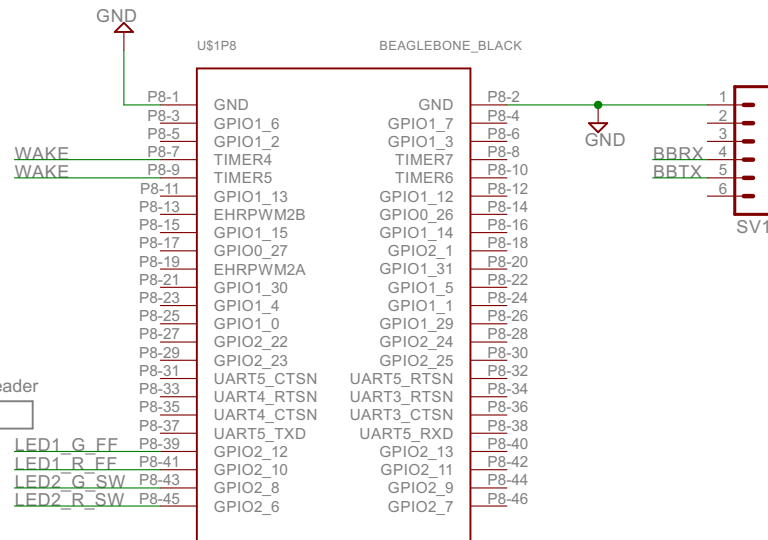 GND
U$1P8 BEAGLEBONE_BLACK
P8-1 GND GND P8-2 1
P8-3 GPIO1_6 GPIO1_7 P8-4 2
P8-5 GPIO1_2 GPIO1_3 P8-6 GND 3
WAKE P8-7 TIMER4 TIMER7 P8-8 BBRX 4
WAKE P8-9 TIMER5 TIMER6 P8-10 BBTX 5
P8-11 GPIO1_13 GPIO1_12 P8-12 6
P8-13 EHRPWM2B GPIO0_26 P8-14
P8-15 GPIO1_15 GPIO1_14 P8-16 SV1
P8-17 GPIO0_27 GPIO2_1 P8-18
P8-19 EHRPWM2A GPIO1_31 P8-20
P8-21 GPIO1_30 GPIO1_5 P8-22
P8-23 GPIO1_4 GPIO1_1 P8-24
P8-25 GPIO1_0 GPIO1_29 P8-26
P8-27 GPIO2_22 GPIO2_24 P8-28
P8-29 GPIO2_23 GPIO2_25 P8-30
P8-31 UART5_CTSN UART5_RTSN P8-32
eader P8-33 UART4_RTSN UART3_RTSN P8-34
P8-35 UART4_CTSN UART3_CTSN P8-36
P8-37 UART5_TXD UART5_RXD P8-38
LED1_G_FF P8-39 GPIO2_12 GPIO2_13 P8-40
LED1_R_FF P8-41 GPIO2_10 GPIO2_11 P8-42
LED2_G_SW P8-43 GPIO2_8 GPIO2_9 P8-44
LED2_R_SW P8-45 GPIO2_6 GPIO2_7 P8-46